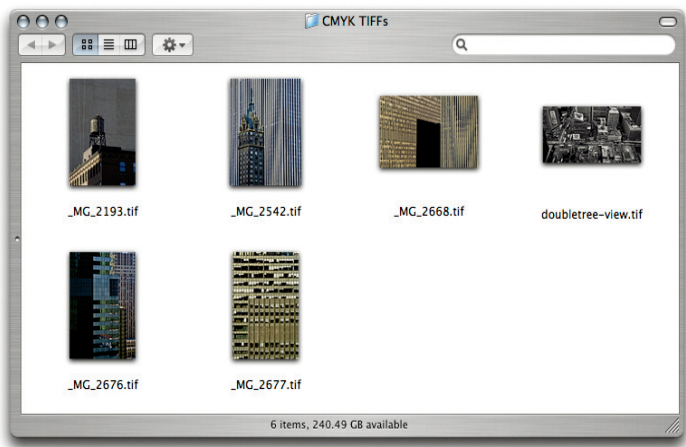 CMYK TIFFs
_MG_2193.tif
_MG_2542.tif
_MG_2668.tif
doubletree-view.tif
_MG_2676.tif
_MG_2677.tif
6 items, 240.49 GB available